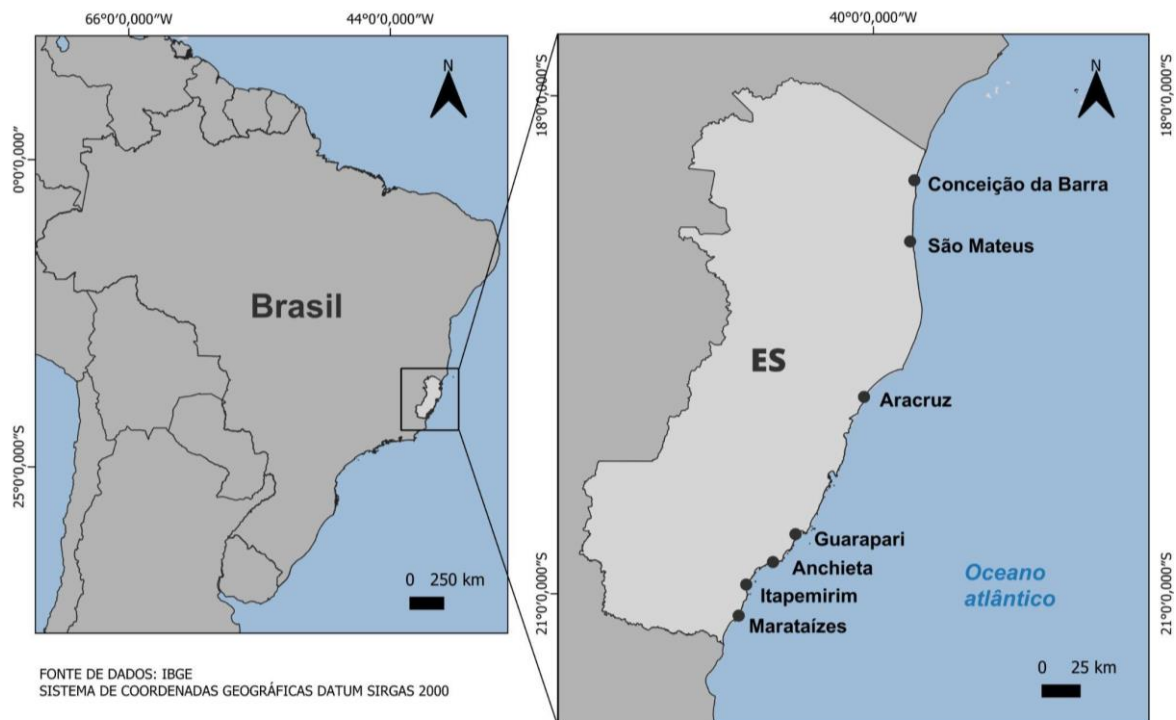 66°0′0,000″W
44°0′0,000″W
0°0′0,000″
25°0′0,000″S
N
Brasil
0 250 km
40°0′0,000″W
18°0′0,000″S
18°0′0,000″S
21°0′0,000″S
21°0′0,000″S
N
Conceição da Barra
São Mateus
ES
Aracruz
Guarapari
Anchieta
Itapemirim
Marataízes
Oceano
atlântico
0 25 km
FONTE DE DADOS: IBGE
SISTEMA DE COORDENADAS GEOGRÁFICAS DATUM SIRGAS 2000